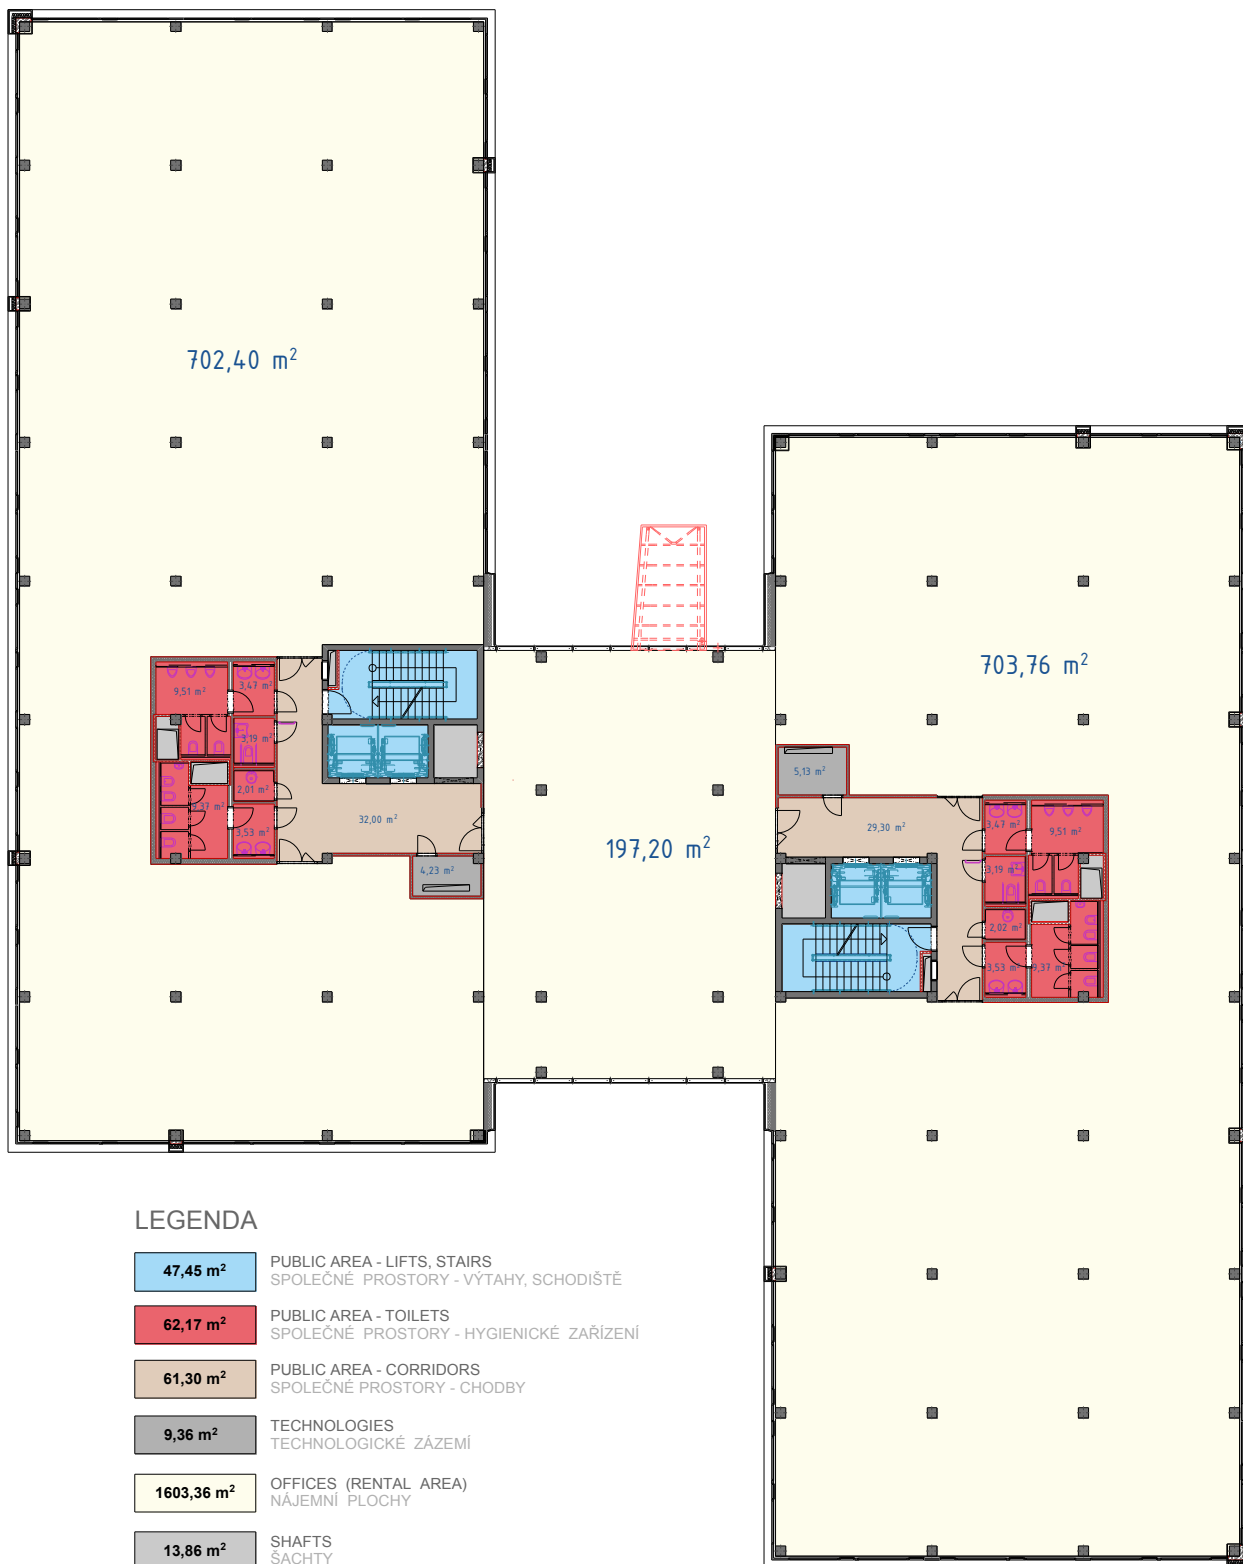 702,40 m²
703,76 m²
9,51 m²
3,47 m²
3,19 m²
2,01 m²
9,37 m²
3,53 m²
32,00 m²
4,23 m²
197,20 m²
5,13 m²
29,30 m²
3,47 m²
9,51 m²
3,19 m²
2,02 m²
3,53 m²
9,37 m²
LEGENDA
47,45 m²
PUBLIC AREA - LIFTS, STAIRS
SPOLEČNÉ PROSTORY - VÝTAHY, SCHODIŠTĚ
62,17 m²
PUBLIC AREA - TOILETS
SPOLEČNÉ PROSTORY - HYGIENICKÉ ZAŘÍZENÍ
61,30 m²
PUBLIC AREA - CORRIDORS
SPOLEČNÉ PROSTORY - CHODBY
9,36 m²
TECHNOLOGIES
TECHNOLOGICKÉ ZÁZEMÍ
1603,36 m²
OFFICES (RENTAL AREA)
NÁJEMNÍ PLOCHY
13,86 m²
SHAFTS
ŠACHTY